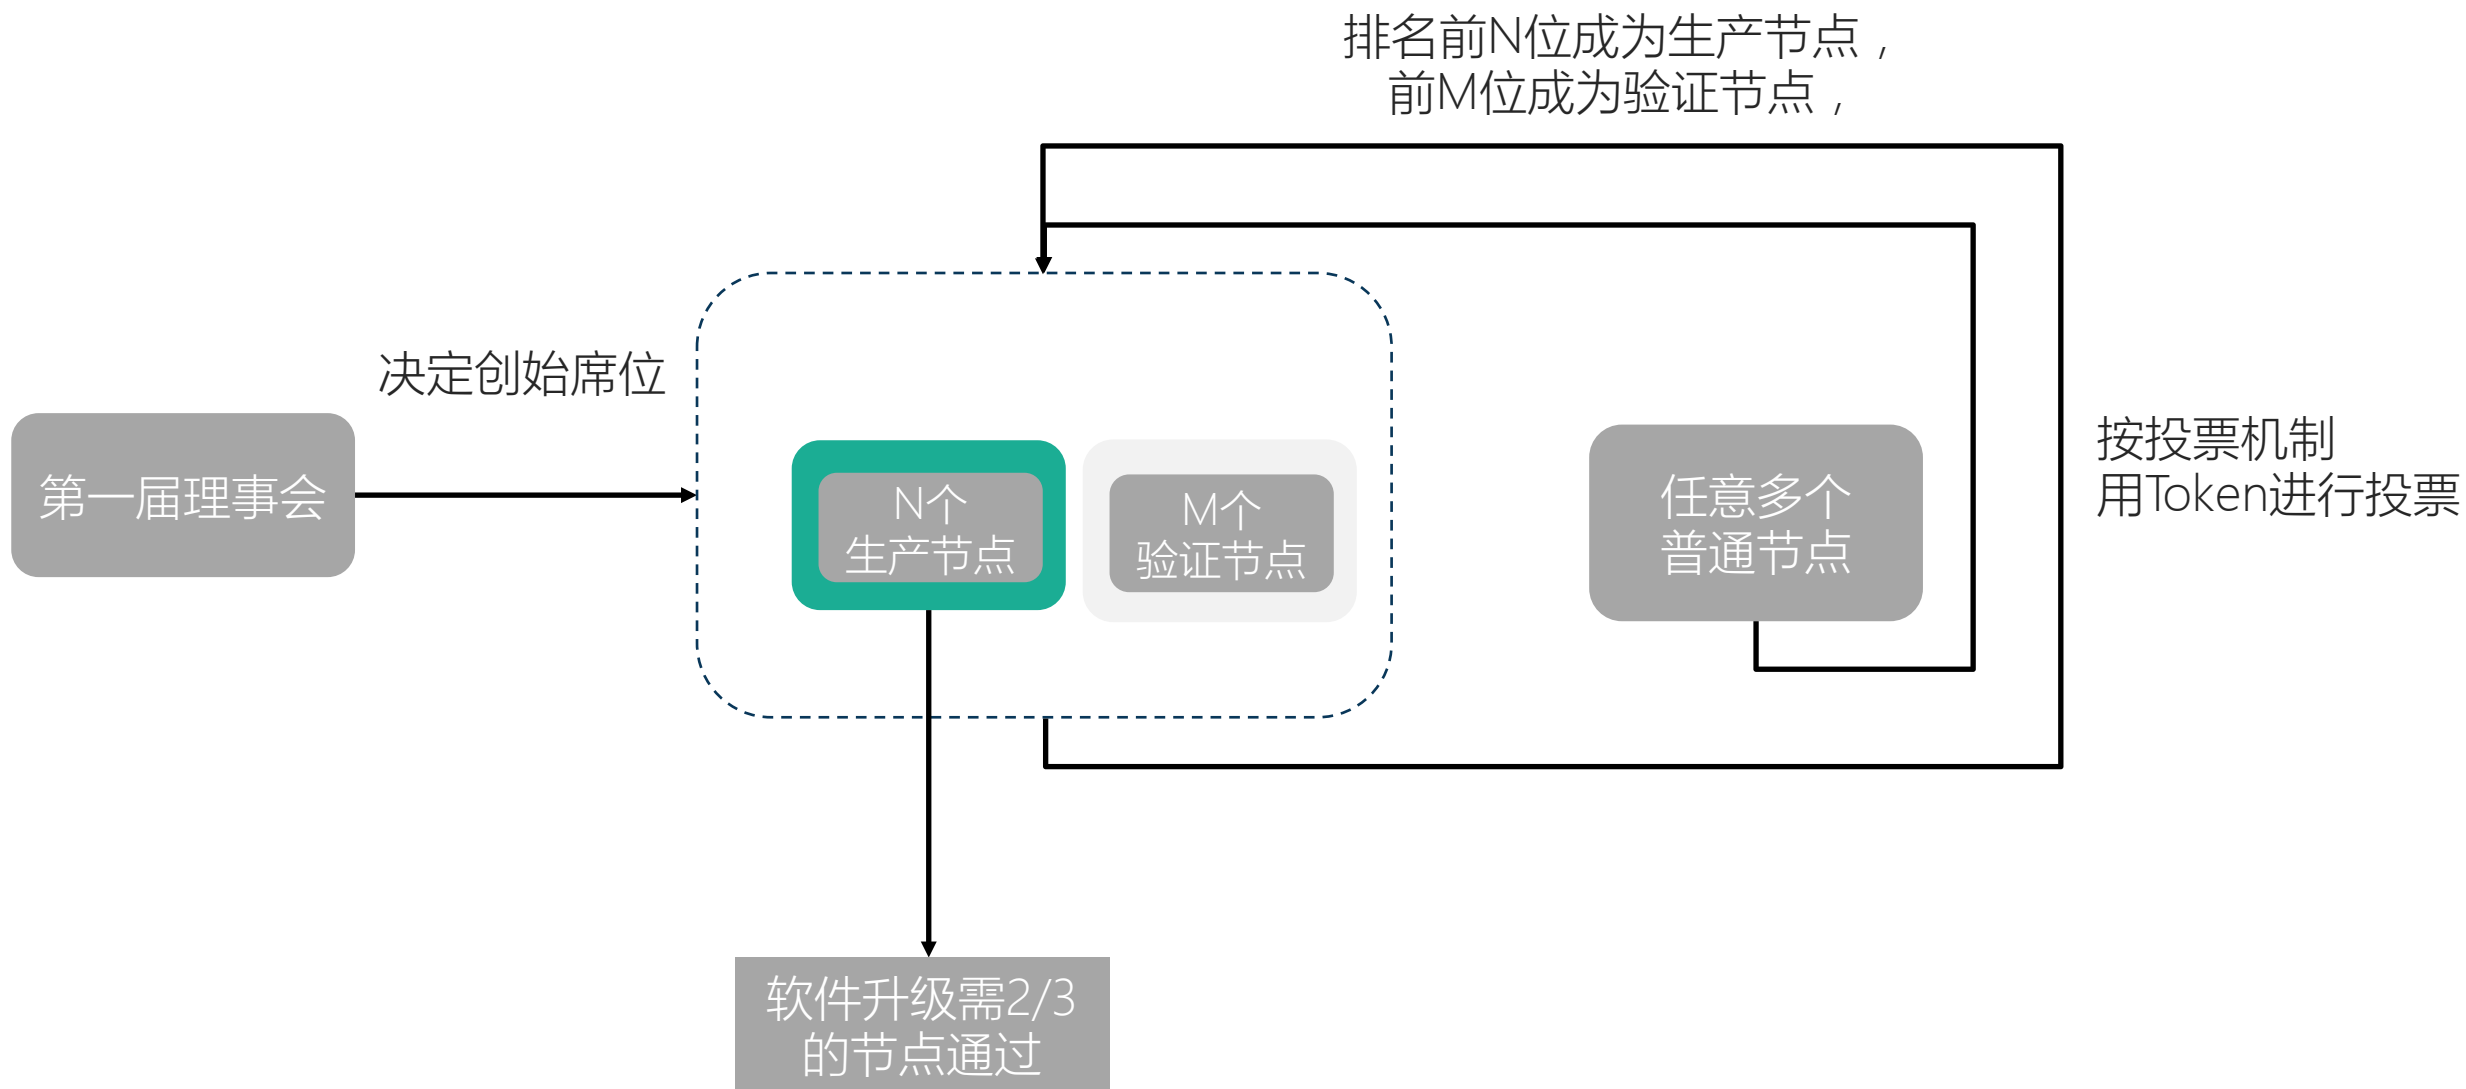 排名前N位成为生产节点，
前M位成为验证节点，
决定创始席位
第一届理事会
N个
生产节点
M个
验证节点
任意多个
普通节点
按投票机制
用Token进行投票
软件升级需2/3
的节点通过